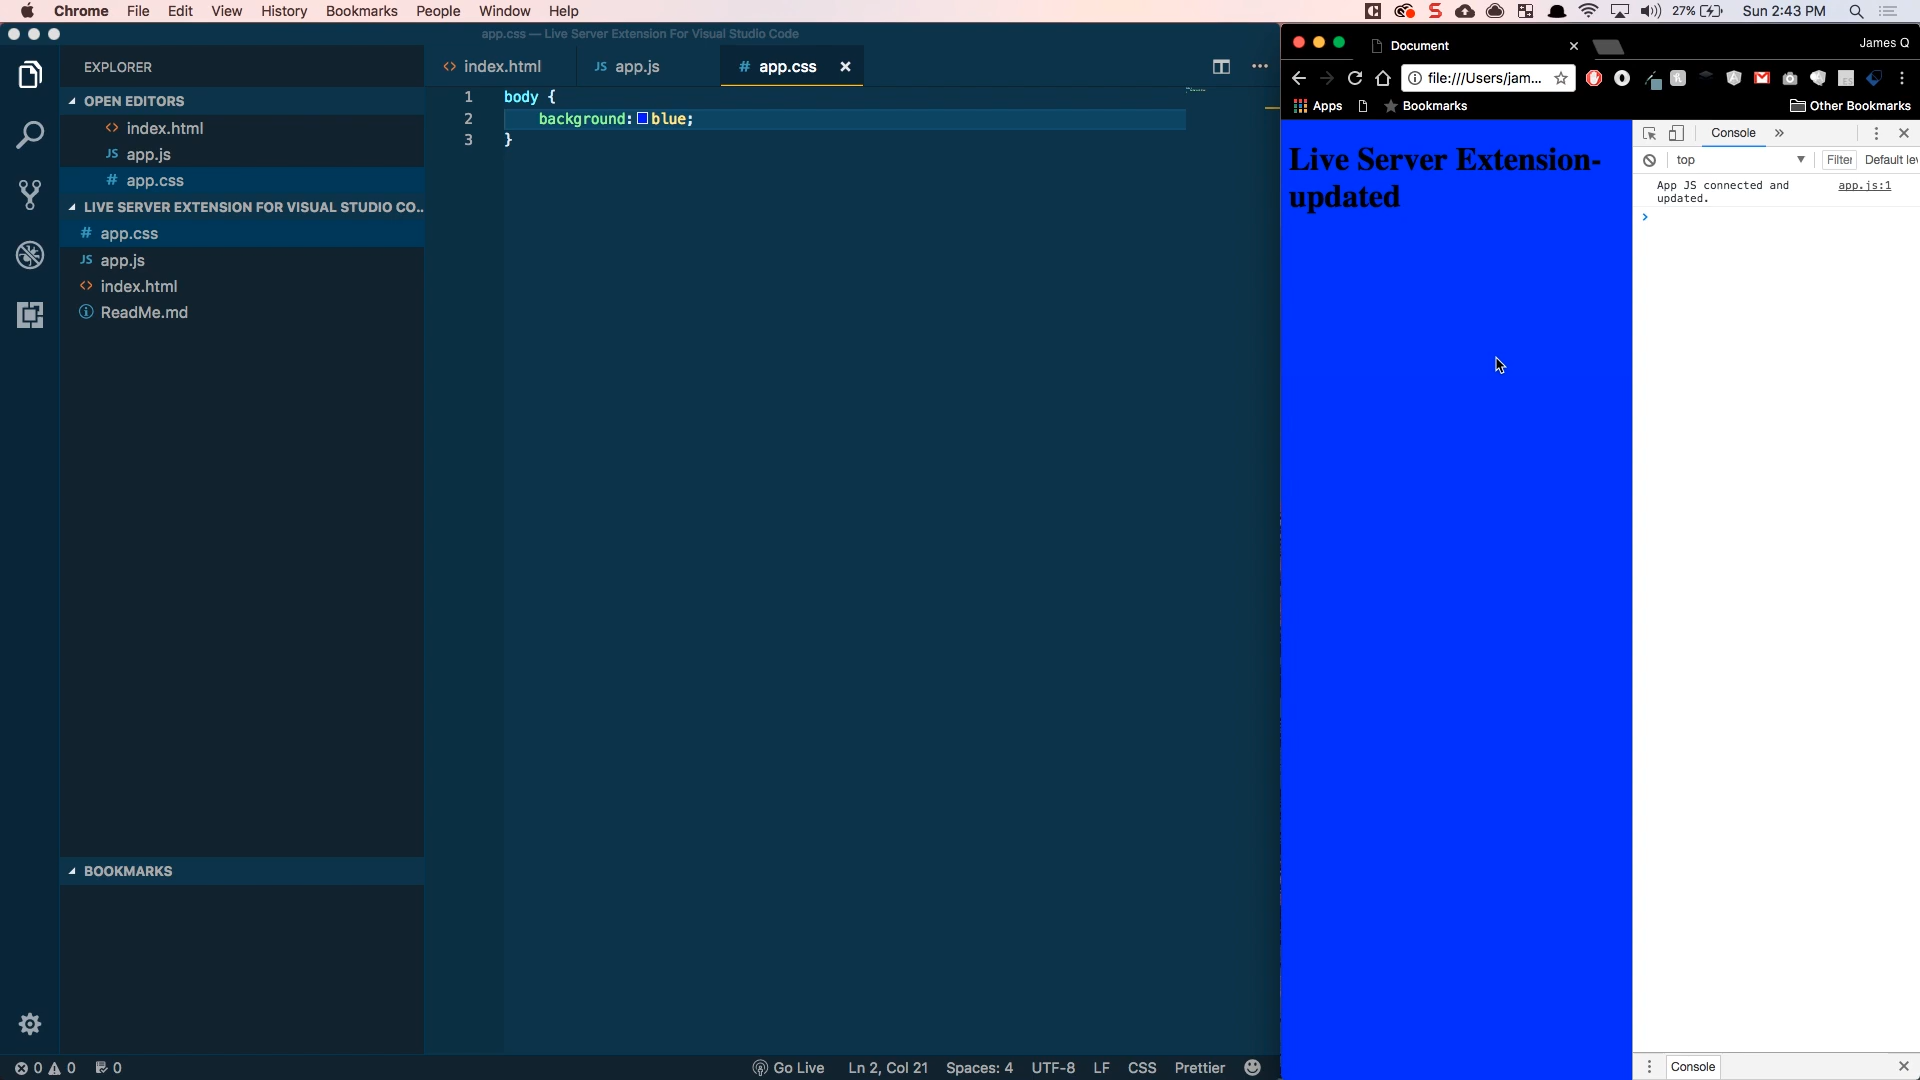 Chrome File Edit View History Bookmarks People Window Help
27% Sun 2:43 PM
app.css — Live Server Extension For Visual Studio Code
EXPLORER
OPEN EDITORS
index.html
JS app.js
# app.css
LIVE SERVER EXTENSION FOR VISUAL STUDIO CO...
# app.css
JS app.js
index.html
ReadMe.md
BOOKMARKS
<> index.html JS app.js # app.css
1 body {
2 background: blue;
3 }
0 0 0 Go Live Ln 2, Col 21 Spaces: 4 UTF-8 LF CSS Prettier
Document James Q
file:///Users/jam...
Apps Bookmarks Other Bookmarks
Live Server Extension-
updated
Console »
top Filter Default lev
App JS connected and app.js:1
updated.
Console